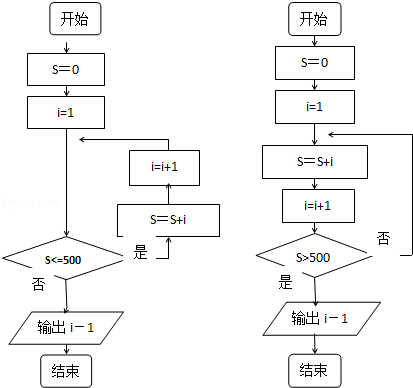 开始
S＝0
i=1
i=i+1
S＝S+i
S<=500
是
否
输出 i－1
结束
开始
S＝0
i=1
S＝S+i
i=i+1
否
S>500
是
输出 i－1
结束